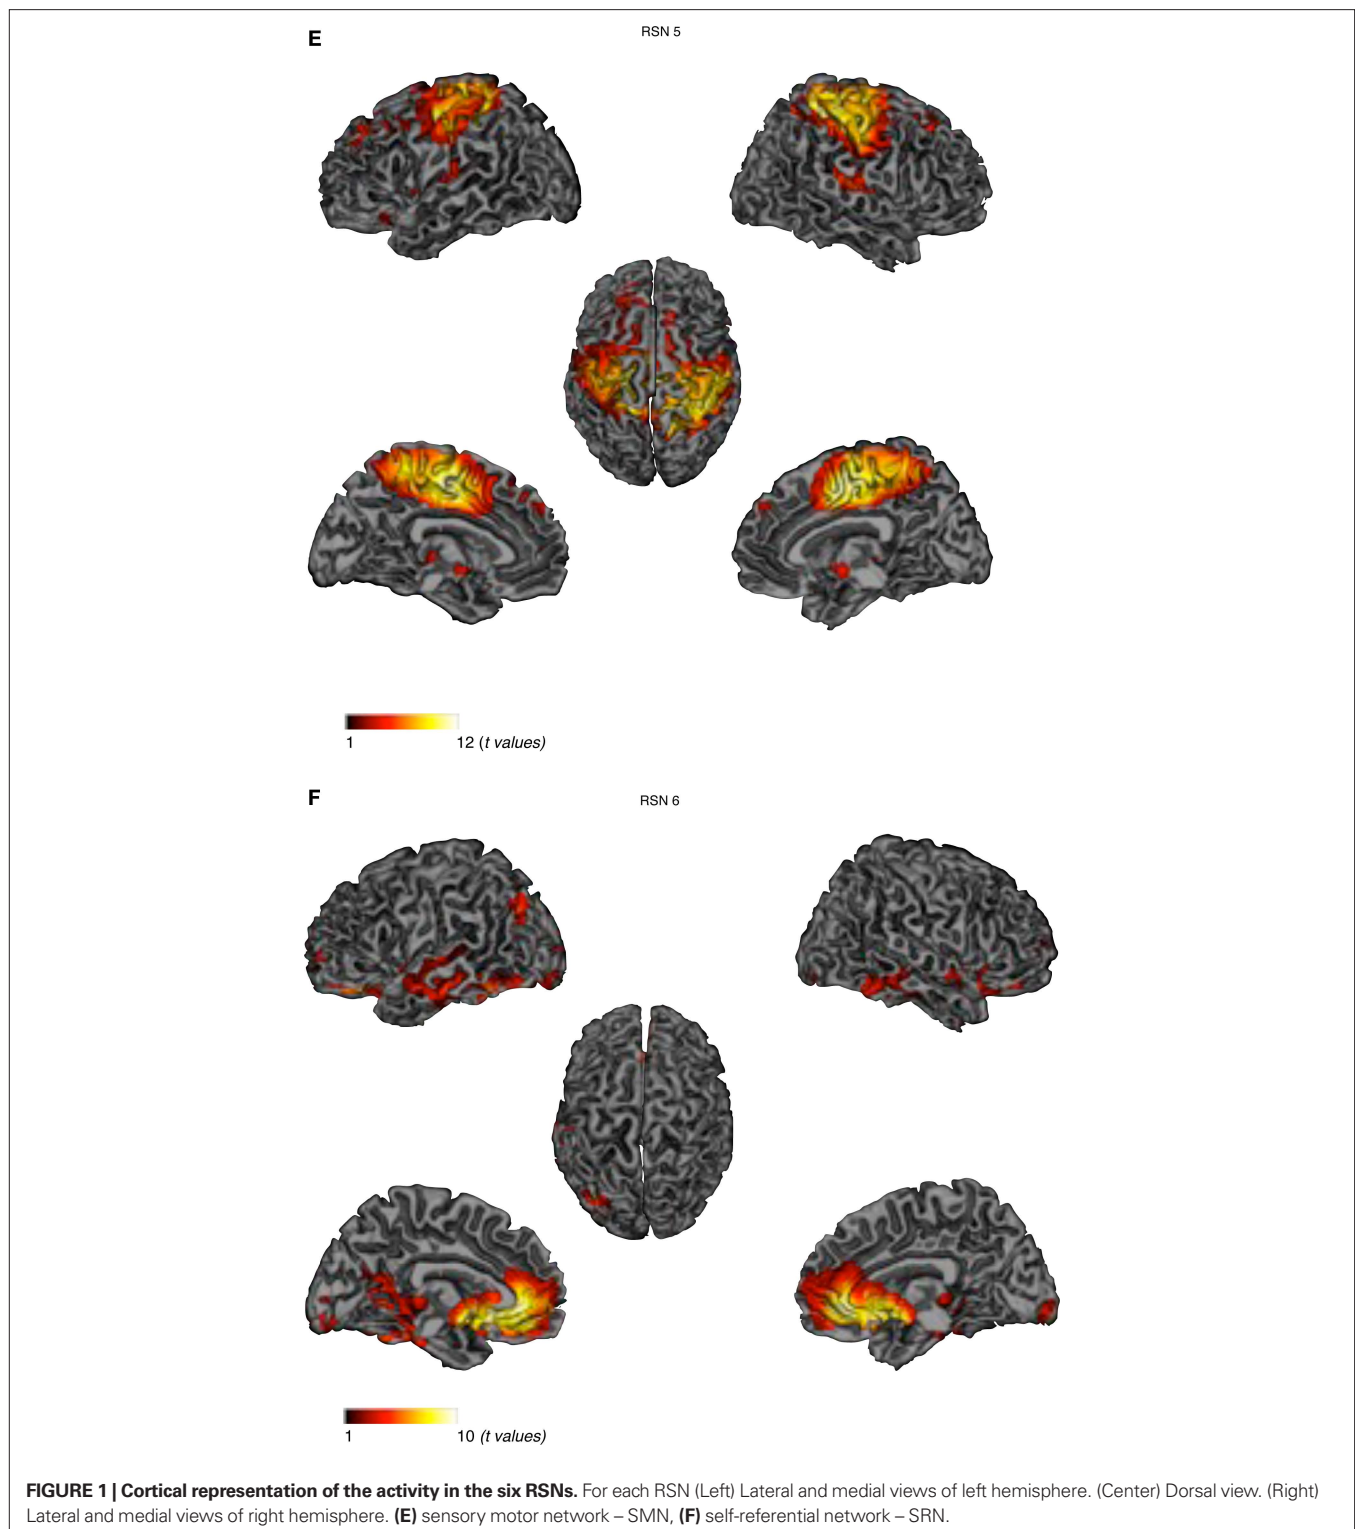 E
RSN 5
1 12 (t values)
F
RSN 6
1 10 (t values)
FIGURE 1 | Cortical representation of the activity in the six RSNs. For each RSN (Left) Lateral and medial views of left hemisphere. (Center) Dorsal view. (Right)
Lateral and medial views of right hemisphere. (E) sensory motor network – SMN, (F) self-referential network – SRN.